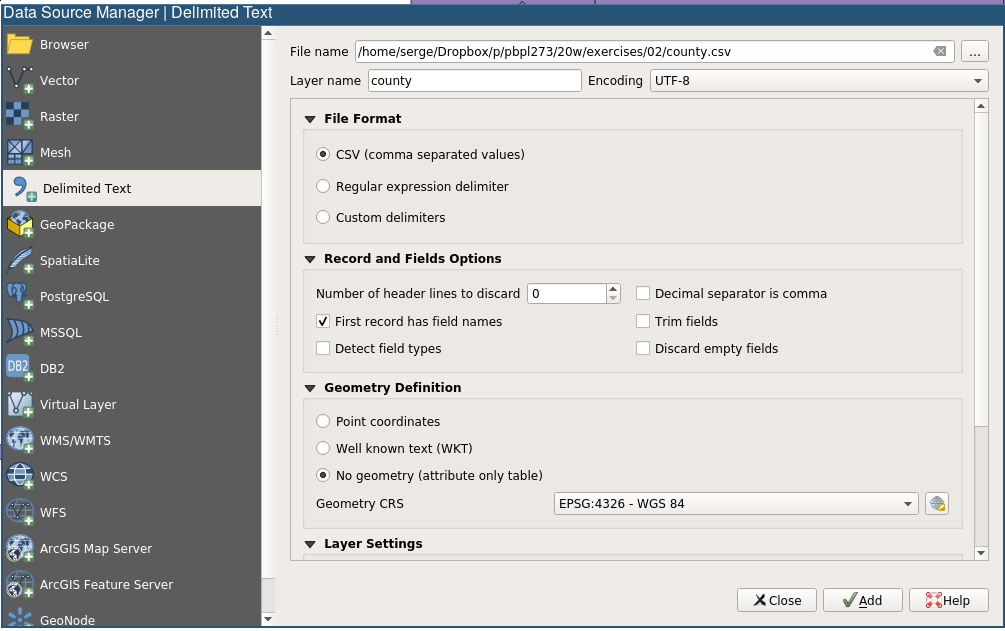 Data Source Manager | Delimited Text
Browser
Vector
Raster
Mesh
Delimited Text
GeoPackage
SpatiaLite
PostgreSQL
MSSQL
DB2 DB2
Virtual Layer
WMS/WMTS
WCS
WFS
ArcGIS Map Server
ArcGIS Feature Server
GeoNode
File name /home/serge/Dropbox/p/pbpl273/20w/exercises/02/county.csv ...
Layer name county Encoding UTF-8
File Format
CSV (comma separated values)
Regular expression delimiter
Custom delimiters
Record and Fields Options
Number of header lines to discard 0 Decimal separator is comma
First record has field names Trim fields
Detect field types Discard empty fields
Geometry Definition
Point coordinates
Well known text (WKT)
No geometry (attribute only table)
Geometry CRS EPSG:4326 - WGS 84
Layer Settings
Close Add Help